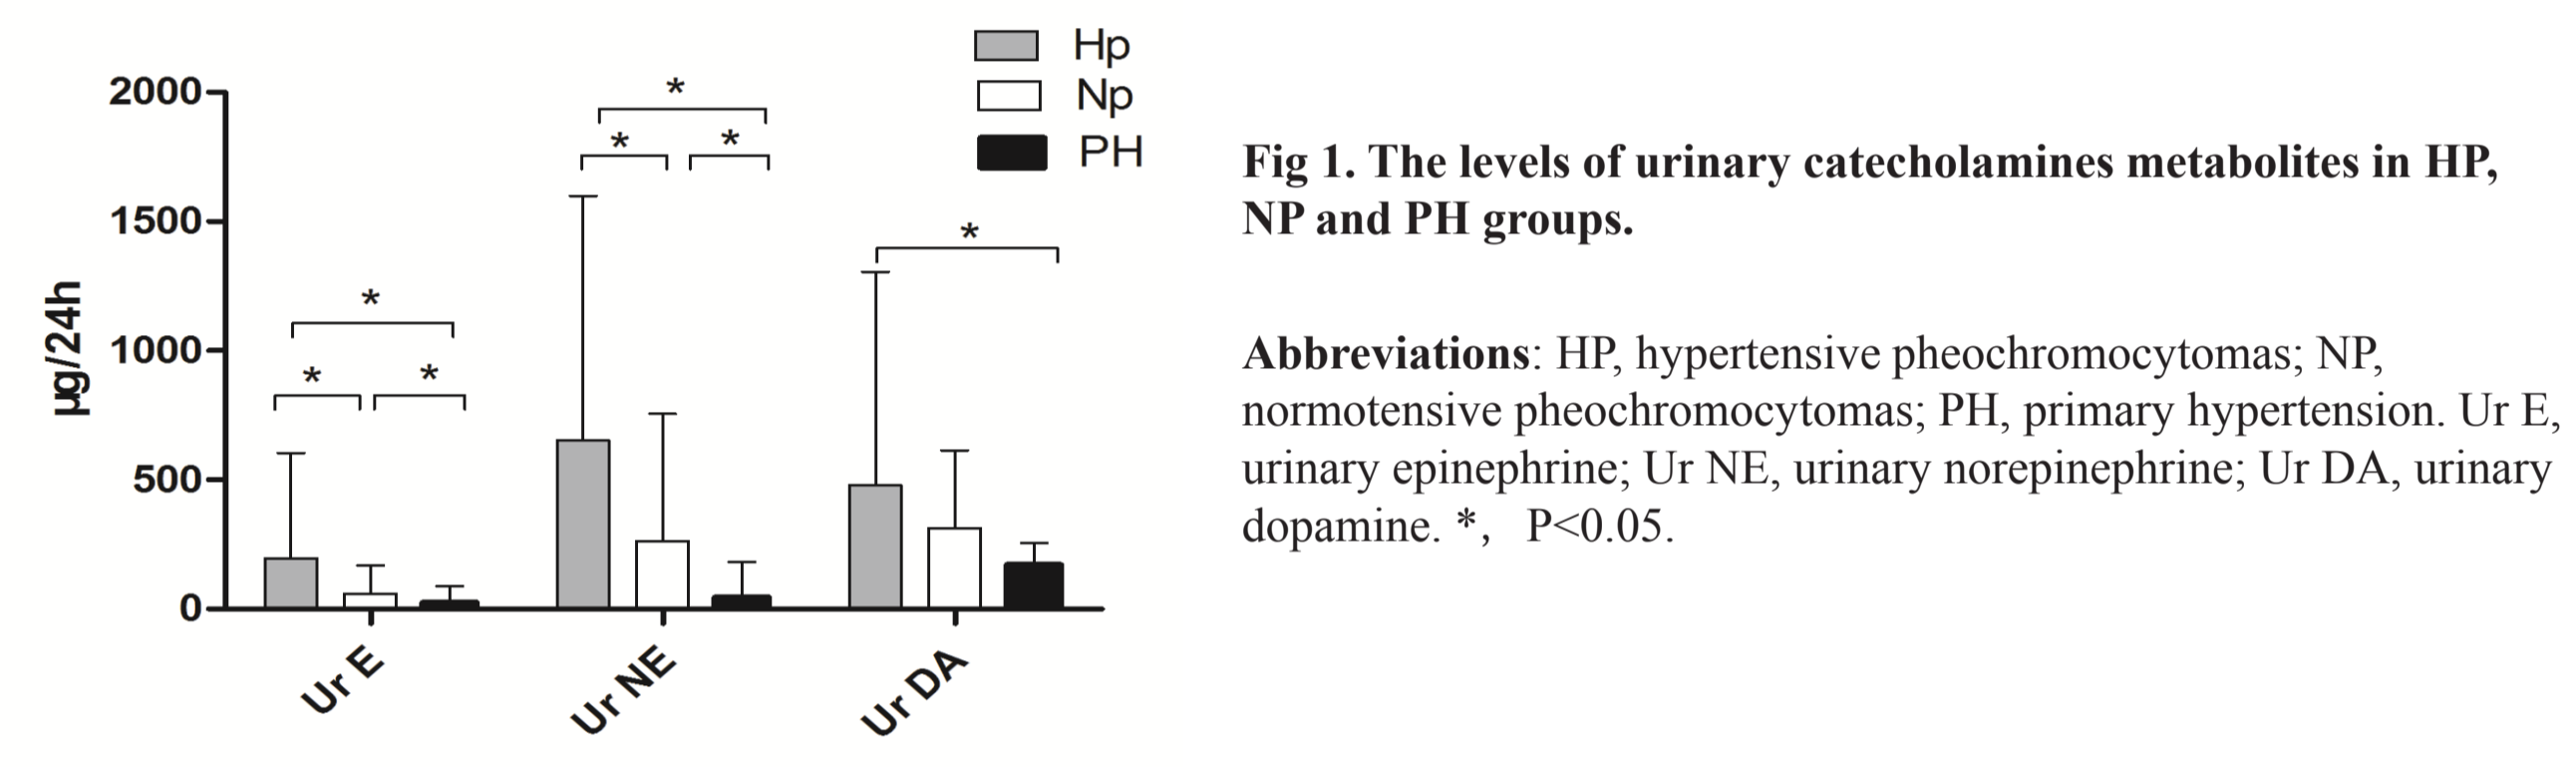 Hp
Np
PH
2000
1500
1000
500
0
µg/24h
*
*
*
*
*
*
*
Ur E
Ur NE
Ur DA
Fig 1. The levels of urinary catecholamines metabolites in HP,
NP and PH groups.
Abbreviations: HP, hypertensive pheochromocytomas; NP,
normotensive pheochromocytomas; PH, primary hypertension. Ur E,
urinary epinephrine; Ur NE, urinary norepinephrine; Ur DA, urinary
dopamine. *, P<0.05.